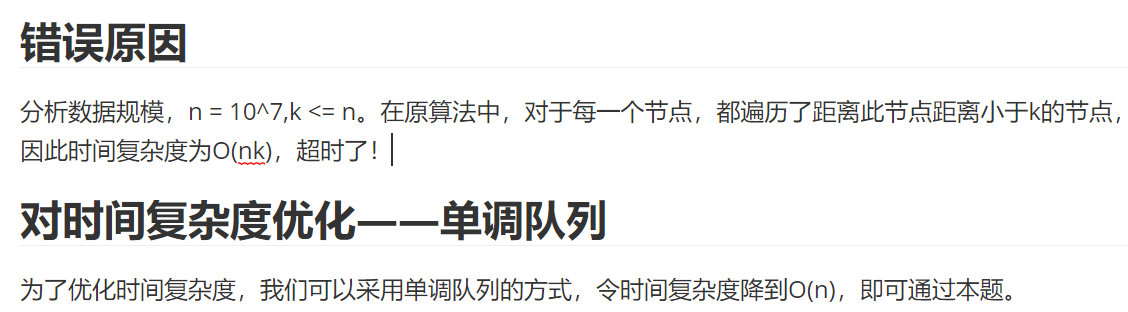 错误原因
分析数据规模，n = 10^7,k <= n。在原算法中，对于每一个节点，都遍历了距离此节点距离小于k的节点，
因此时间复杂度为O(nk)，超时了！
对时间复杂度优化——单调队列
为了优化时间复杂度，我们可以采用单调队列的方式，令时间复杂度降到O(n)，即可通过本题。